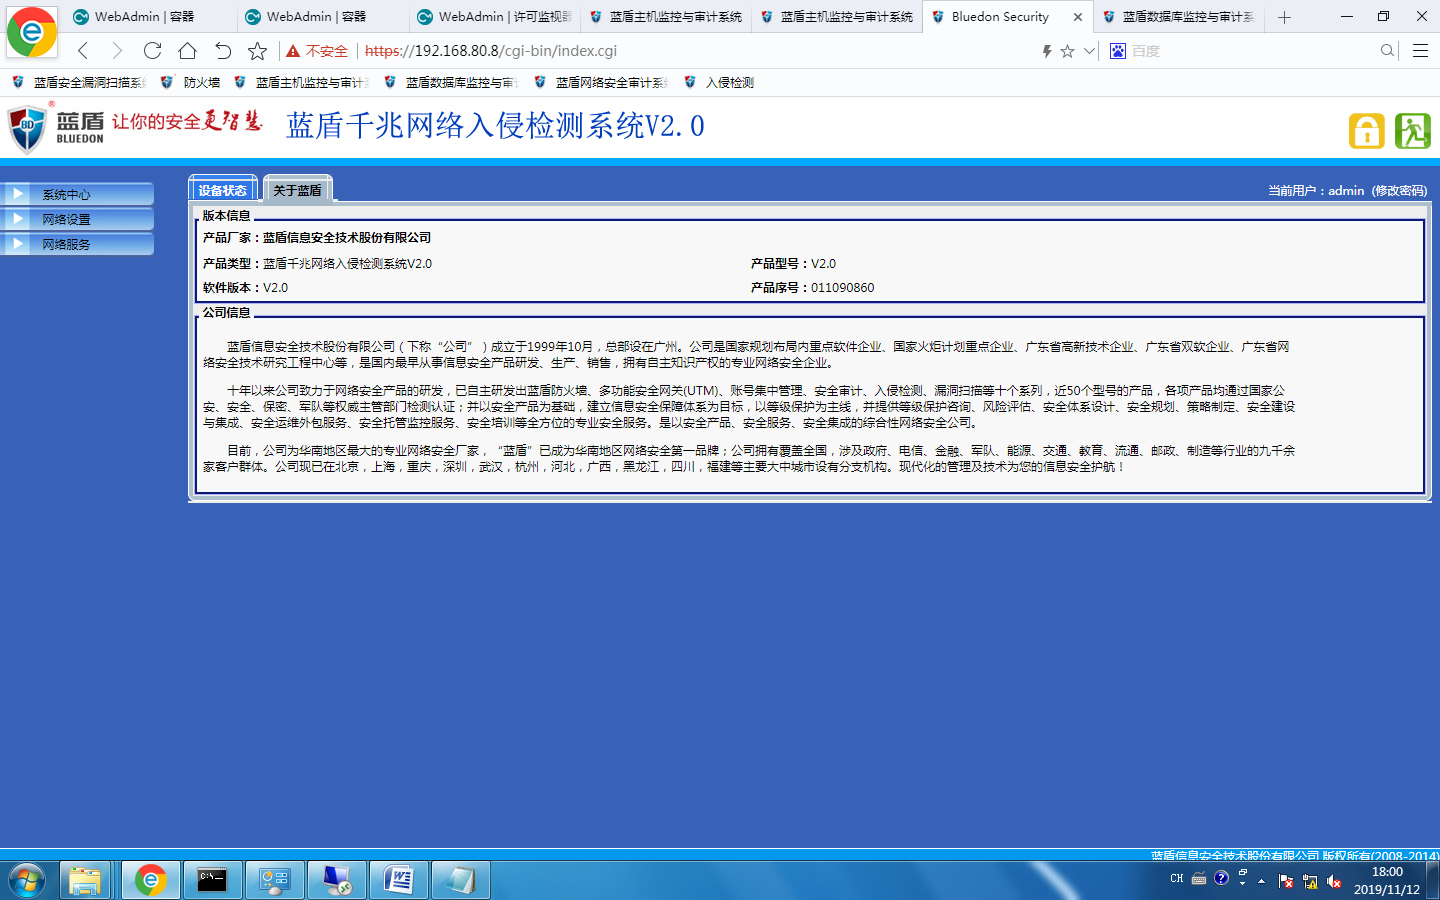 WebAdmin | 容器
WebAdmin | 容器
WebAdmin | 许可监视器
蓝盾主机监控与审计系统
蓝盾主机监控与审计系统
Bluedon Security
蓝盾数据库监控与审计系
不安全
https://192.168.80.8/cgi-bin/index.cgi
百度
蓝盾安全漏洞扫描系统
防火墙
蓝盾主机监控与审计系
蓝盾数据库监控与审计
蓝盾网络安全审计系统
入侵检测
BD
蓝盾®
BLUEDON
让你的安全更智慧
蓝盾千兆网络入侵检测系统V2.0
系统中心
网络设置
网络服务
设备状态
关于蓝盾
当前用户：admin (修改密码)
版本信息
产品厂家：蓝盾信息安全技术股份有限公司
产品类型：蓝盾千兆网络入侵检测系统V2.0
产品型号：V2.0
软件版本：V2.0
产品序号：011090860
公司信息
蓝盾信息安全技术股份有限公司（下称“公司”）成立于1999年10月，总部设在广州。公司是国家规划布局内重点软件企业、国家火炬计划重点企业、广东省高新技术企业、广东省双软企业、广东省网
络安全技术研究工程中心等，是国内最早从事信息安全产品研发、生产、销售，拥有自主知识产权的专业网络安全企业。
十年以来公司致力于网络安全产品的研发，已自主研发出蓝盾防火墙、多功能安全网关(UTM)、账号集中管理、安全审计、入侵检测、漏洞扫描等十个系列，近50个型号的产品，各项产品均通过国家公
安、安全、保密、军队等权威主管部门检测认证；并以安全产品为基础，建立信息安全保障体系为目标，以等级保护为主线，并提供等级保护咨询、风险评估、安全体系设计、安全规划、策略制定、安全建设
与集成、安全运维外包服务、安全托管监控服务、安全培训等全方位的专业安全服务。是以安全产品、安全服务、安全集成的综合性网络安全公司。
目前，公司为华南地区最大的专业网络安全厂家，“蓝盾”已成为华南地区网络安全第一品牌；公司拥有覆盖全国，涉及政府、电信、金融、军队、能源、交通、教育、流通、邮政、制造等行业的九千余
家客户群体。公司现已在北京，上海，重庆，深圳，武汉，杭州，河北，广西，黑龙江，四川，福建等主要大中城市设有分支机构。现代化的管理及技术为您的信息安全护航！
蓝盾信息安全技术股份有限公司 版权所有(2008-2014)
CH
18:00
2019/11/12